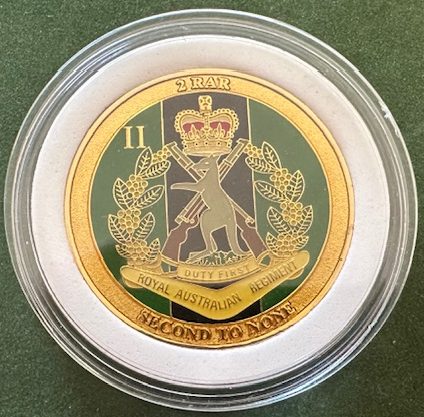 2 RAR
II
DUTY FIRST
ROYAL AUSTRALIAN REGIMENT
SECOND TO NONE